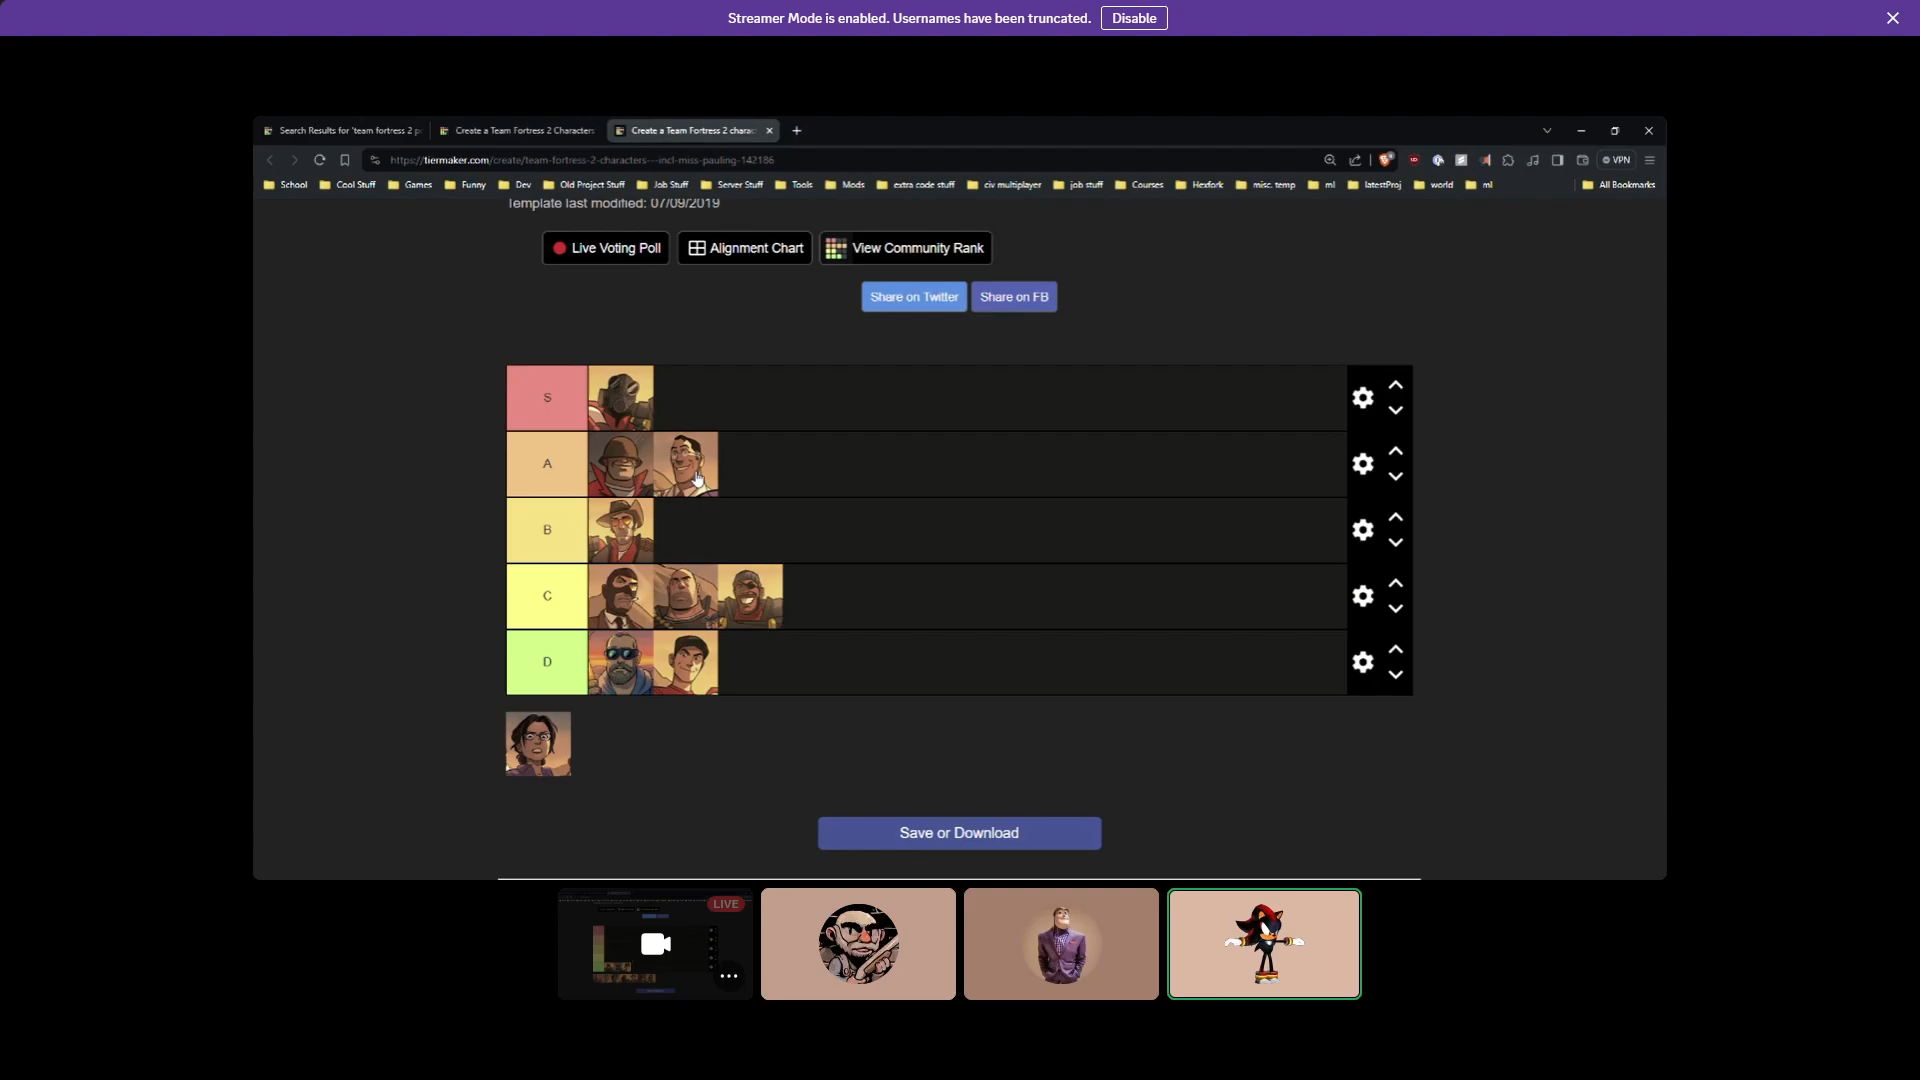 Streamer Mode is enabled. Usernames have been truncated. Disable
Search Results for 'team fortress 2 p
Create a Team Fortress 2 Characters
Create a Team Fortress 2 charac
https://tiermaker.com/create/team-fortress-2-characters---incl-miss-pauling-142186
VPN
School Cool Stuff Games Funny Dev Old Project Stuff Job Stuff Server Stuff Tools Mods extra code stuff civ multiplayer job stuff Courses Hexfork misc. temp ml latestProj world ml All Bookmarks
Template last modified: 07/09/2019
Live Voting Poll Alignment Chart View Community Rank
Share on Twitter Share on FB
S
A
B
C
D
Save or Download
LIVE